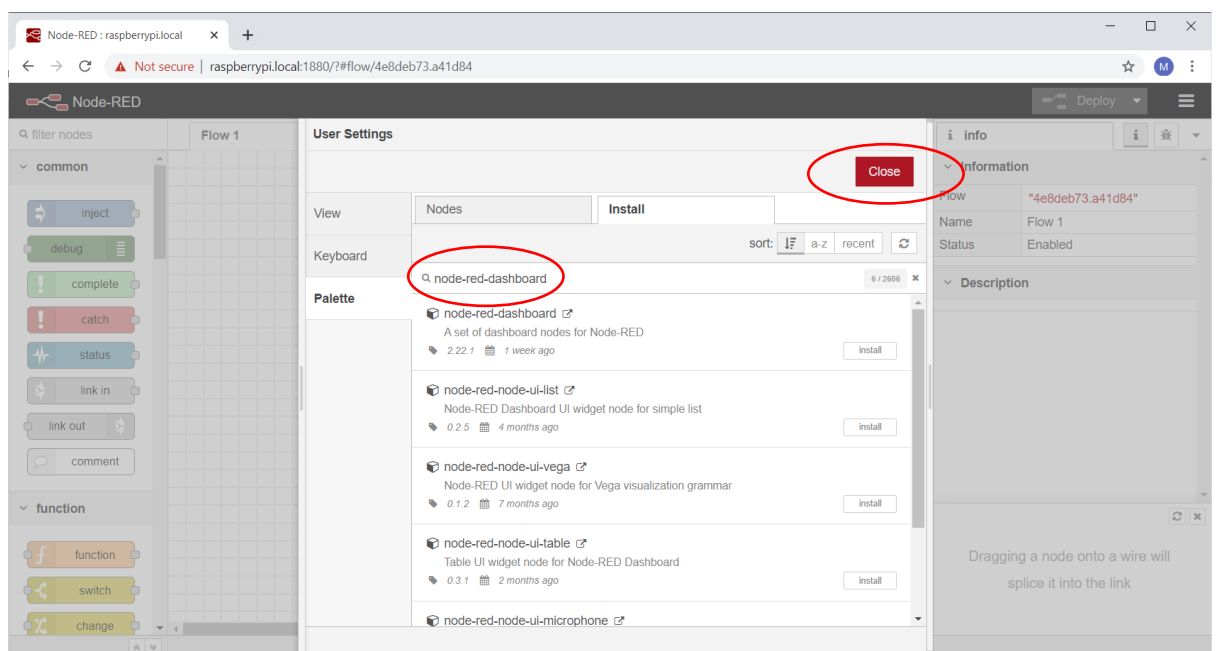 Node-RED : raspberrypi.local
Not secure | raspberrypi.local:1880/?#flow/4e8deb73.a41d84
M
Node-RED
Deploy
filter nodes
Flow 1
User Settings
i info
i
common
Close
Information
inject
View
Nodes
Install
Flow
"4e8deb73.a41d84"
Name
Flow 1
debug
Keyboard
sort:
a-z
recent
Status
Enabled
complete
node-red-dashboard
6 / 2606
Description
Palette
catch
node-red-dashboard
A set of dashboard nodes for Node-RED
2.22.1
1 week ago
install
status
link in
node-red-node-ui-list
Node-RED Dashboard UI widget node for simple list
0.2.5
4 months ago
install
link out
comment
node-red-node-ui-vega
Node-RED UI widget node for Vega visualization grammar
0.1.2
7 months ago
install
function
function
node-red-node-ui-table
Table UI widget node for Node-RED Dashboard
0.3.1
2 months ago
install
Dragging a node onto a wire will
splice it into the link
switch
change
node-red-node-ui-microphone